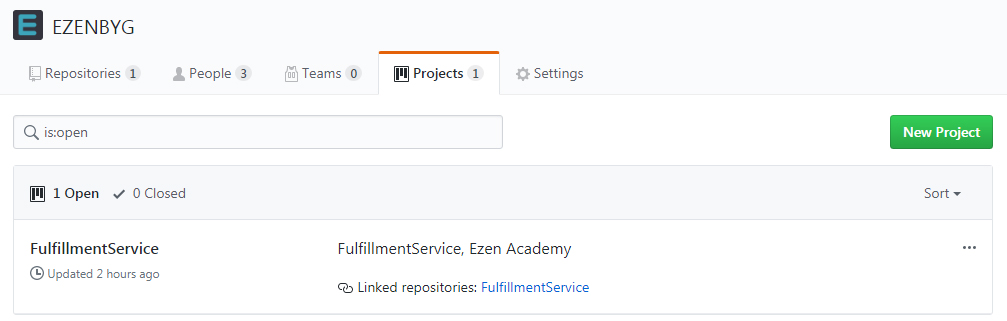 EZENBYG
Repositories 1 People 3 Teams 0 Projects 1 Settings
is:open New Project
1 Open 0 Closed Sort
FulfillmentService FulfillmentService, Ezen Academy
Updated 2 hours ago
Linked repositories: FulfillmentService